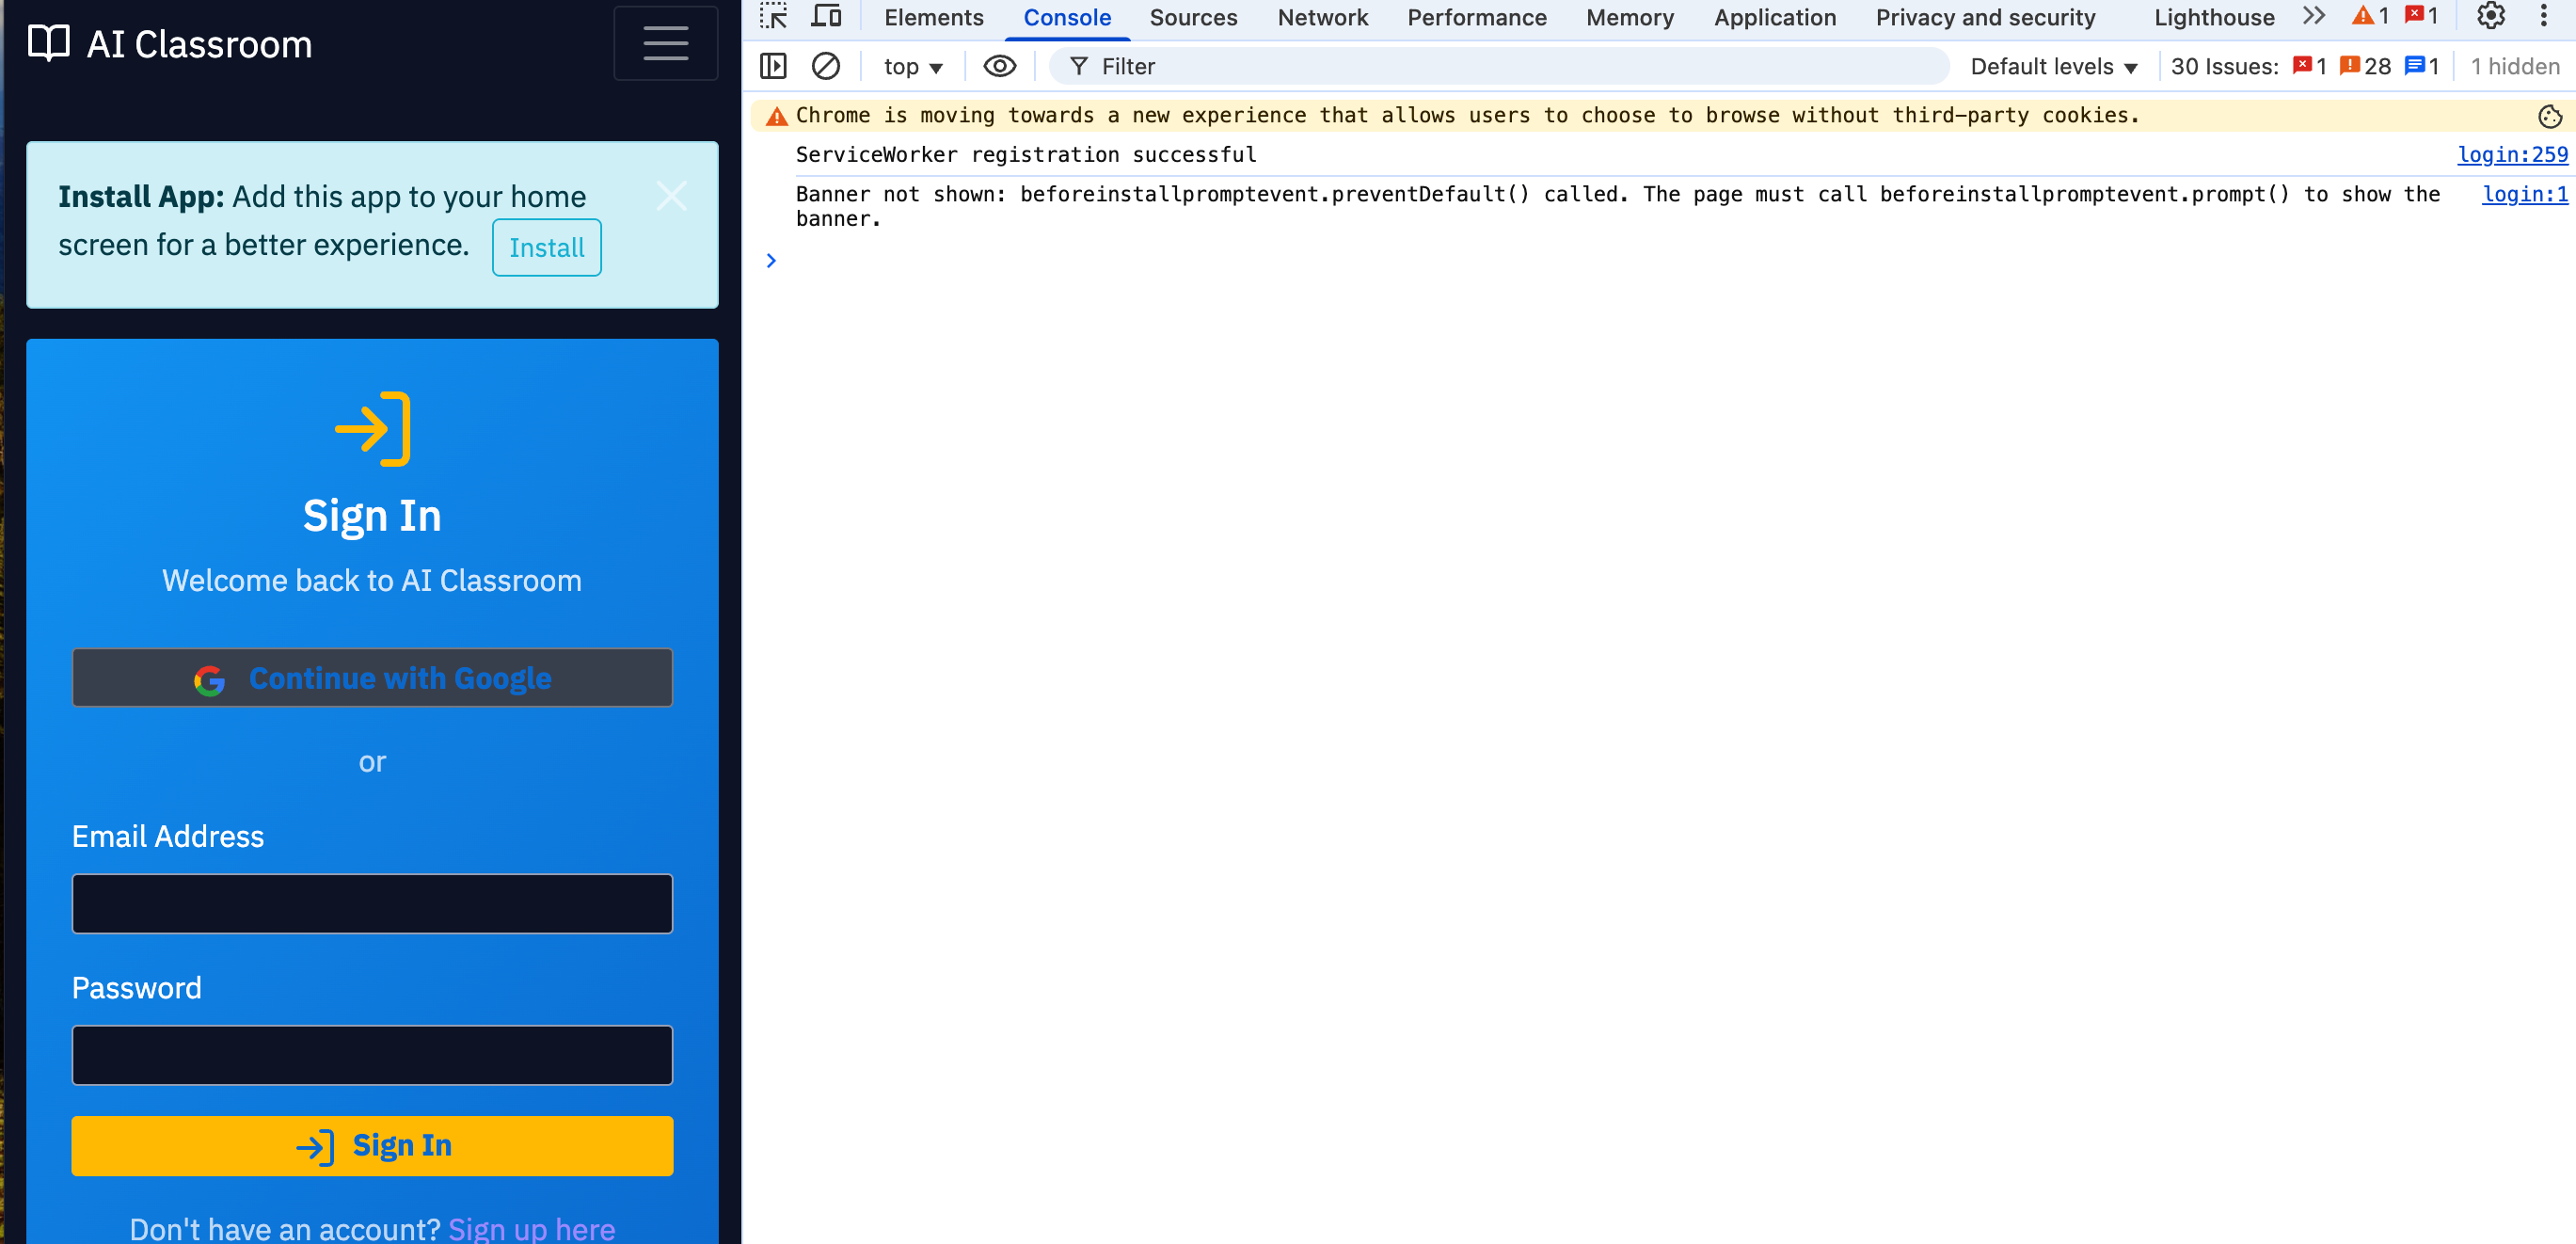 AI Classroom
Install App: Add this app to your home
screen for a better experience. Install
Sign In
Welcome back to AI Classroom
Continue with Google
or
Email Address
Password
Sign In
Don't have an account? Sign up here
Elements Console Sources Network Performance Memory Application Privacy and security Lighthouse 1 1
top Filter Default levels 30 Issues: 1 28 1 1 hidden
Chrome is moving towards a new experience that allows users to choose to browse without third-party cookies.
ServiceWorker registration successful login:259
Banner not shown: beforeinstallpromptevent.preventDefault() called. The page must call beforeinstallpromptevent.prompt() to show the login:1
banner.